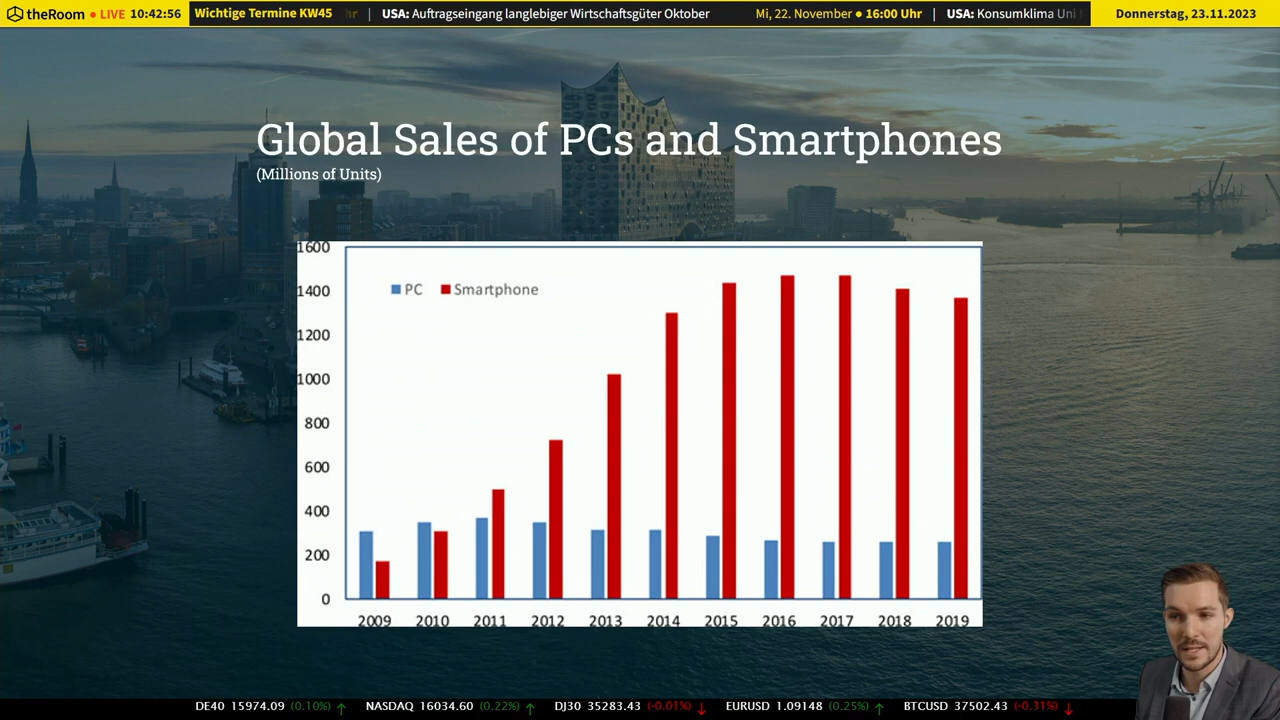 theRoom ● LIVE 10:42:56 Wichtige Termine KW45 | USA: Auftragseingang langlebiger Wirtschaftsgüter Oktober Mi, 22. November ● 16:00 Uhr | USA: Konsumklima Uni Donnerstag, 23.11.2023
Global Sales of PCs and Smartphones
(Millions of Units)
1600
PC Smartphone
1400
1200
1000
800
600
400
200
0
2009 2010 2011 2012 2013 2014 2015 2016 2017 2018 2019
DE40 15974.09 (0.10%) ↑ NASDAQ 16034.60 (0.22%) ↑ DJ30 35283.43 (-0.01%) ↓ EURUSD 1.09148 (0.25%) ↑ BTCUSD 37502.43 (-0.31%) ↓